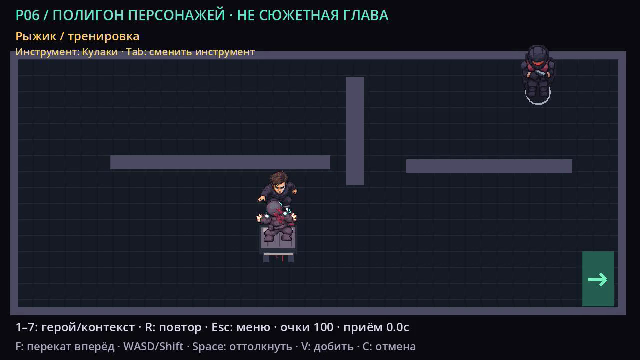 P06 / ПОЛИГОН ПЕРСОНАЖЕЙ · НЕ СЮЖЕТНАЯ ГЛАВА
Рыжик / тренировка
Инструмент: Кулаки · Tab: сменить инструмент
1–7: герой/контекст · R: повтор · Esc: меню · очки 100 · приём 0.0с
F: перекат вперёд · WASD/Shift · Space: оттолкнуть · V: добить · C: отмена